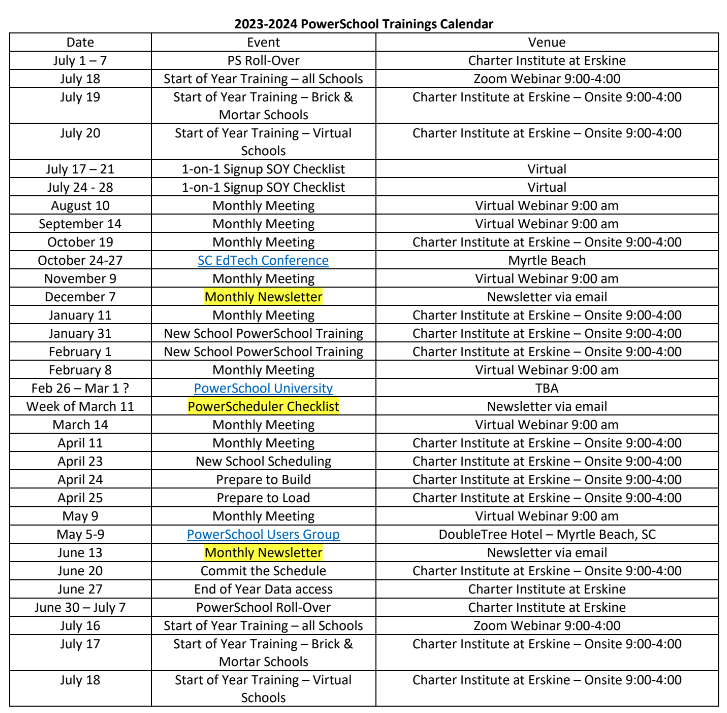 2023-2024 PowerSchool Trainings Calendar
Date Event Venue
July 1 – 7 PS Roll-Over Charter Institute at Erskine
July 18 Start of Year Training – all Schools Zoom Webinar 9:00-4:00
July 19 Start of Year Training – Brick & Charter Institute at Erskine – Onsite 9:00-4:00
Mortar Schools
July 20 Start of Year Training – Virtual Charter Institute at Erskine – Onsite 9:00-4:00
Schools
July 17 – 21 1-on-1 Signup SOY Checklist Virtual
July 24 - 28 1-on-1 Signup SOY Checklist Virtual
August 10 Monthly Meeting Virtual Webinar 9:00 am
September 14 Monthly Meeting Virtual Webinar 9:00 am
October 19 Monthly Meeting Charter Institute at Erskine – Onsite 9:00-4:00
October 24-27 SC EdTech Conference Myrtle Beach
November 9 Monthly Meeting Virtual Webinar 9:00 am
December 7 Monthly Newsletter Newsletter via email
January 11 Monthly Meeting Charter Institute at Erskine – Onsite 9:00-4:00
January 31 New School PowerSchool Training Charter Institute at Erskine – Onsite 9:00-4:00
February 1 New School PowerSchool Training Charter Institute at Erskine – Onsite 9:00-4:00
February 8 Monthly Meeting Virtual Webinar 9:00 am
Feb 26 – Mar 1 ? PowerSchool University TBA
Week of March 11 PowerScheduler Checklist Newsletter via email
March 14 Monthly Meeting Virtual Webinar 9:00 am
April 11 Monthly Meeting Charter Institute at Erskine – Onsite 9:00-4:00
April 23 New School Scheduling Charter Institute at Erskine – Onsite 9:00-4:00
April 24 Prepare to Build Charter Institute at Erskine – Onsite 9:00-4:00
April 25 Prepare to Load Charter Institute at Erskine – Onsite 9:00-4:00
May 9 Monthly Meeting Virtual Webinar 9:00 am
May 5-9 PowerSchool Users Group DoubleTree Hotel – Myrtle Beach, SC
June 13 Monthly Newsletter Newsletter via email
June 20 Commit the Schedule Charter Institute at Erskine – Onsite 9:00-4:00
June 27 End of Year Data access Charter Institute at Erskine
June 30 – July 7 PowerSchool Roll-Over Charter Institute at Erskine
July 16 Start of Year Training – all Schools Zoom Webinar 9:00-4:00
July 17 Start of Year Training – Brick & Charter Institute at Erskine – Onsite 9:00-4:00
Mortar Schools
July 18 Start of Year Training – Virtual Charter Institute at Erskine – Onsite 9:00-4:00
Schools